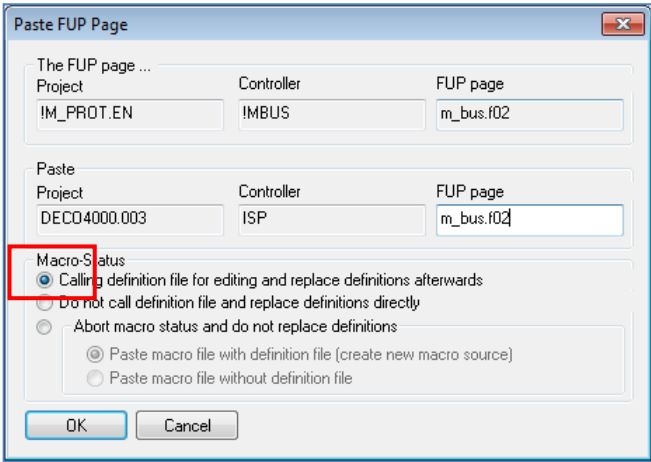 Paste FUP Page
The FUP page ...
Project Controller FUP page
!M_PROT.EN !MBUS m_bus.f02
Paste
Project Controller FUP page
DECO4000.003 ISP m_bus.f02
Macro-Status
Calling definition file for editing and replace definitions afterwards
Do not call definition file and replace definitions directly
Abort macro status and do not replace definitions
Paste macro file with definition file (create new macro source)
Paste macro file without definition file
OK Cancel